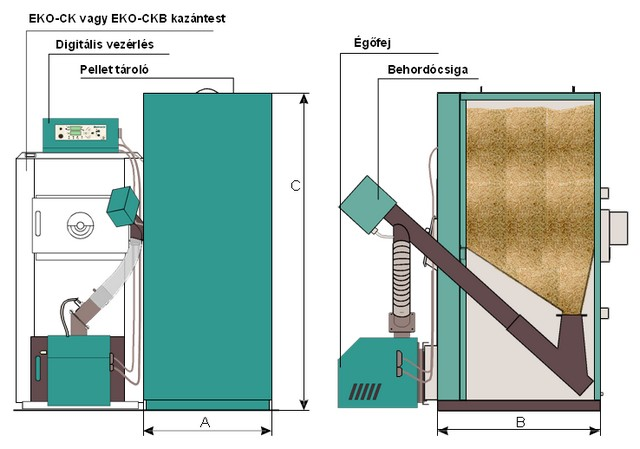 EKO-CK vagy EKO-CKB kazántest
Digitális vezérlés
Pellet tároló
Égőfej
Behordócsiga
C
A
B